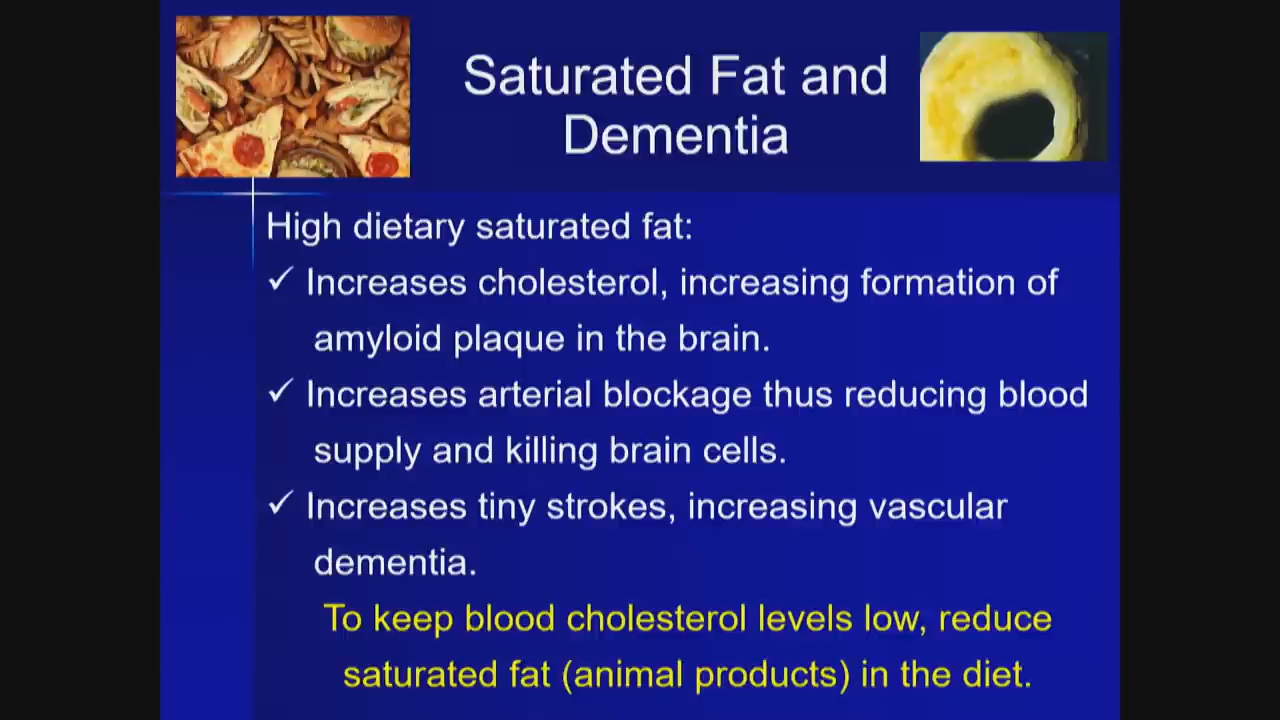 Saturated Fat and
Dementia
High dietary saturated fat:
✓ Increases cholesterol, increasing formation of
amyloid plaque in the brain.
✓ Increases arterial blockage thus reducing blood
supply and killing brain cells.
✓ Increases tiny strokes, increasing vascular
dementia.
To keep blood cholesterol levels low, reduce
saturated fat (animal products) in the diet.